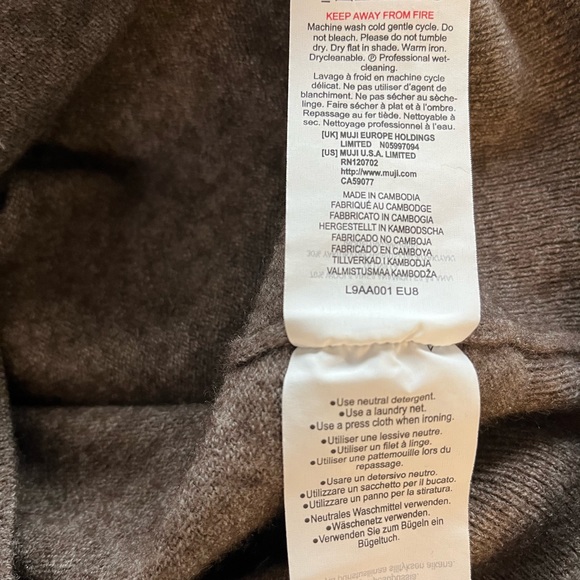 KEEP AWAY FROM FIRE
Machine wash cold gentle cycle. Do
not bleach. Please do not tumble
dry. Dry flat in shade. Warm iron.
Drycleanable. Ⓟ Professional wet-
cleaning.
Lavage à froid en machine cycle
délicat. Ne pas utiliser d'agent de
blanchiment. Ne pas sécher au sèche-
linge. Faire sécher à plat et à l'ombre.
Repassage au fer tiède. Nettoyable à
sec. Nettoyage professionnel à l'eau.
[UK] MUJI EUROPE HOLDINGS
LIMITED N05997094
[US] MUJI U.S.A. LIMITED
RN120702
http://www.muji.com
CA59077
MADE IN CAMBODIA
FABRIQUÉ AU CAMBODGE
FABBRICATO IN CAMBOGIA
HERGESTELLT IN KAMBODSCHA
FABRICADO NO CAMBOJA
FABRICADO EN CAMBOYA
TILLVERKAD I KAMBODJA
VALMISTUSMAA KAMBODŽA
L9AA001 EU8
●Use neutral detergent.
●Use a laundry net.
●Use a press cloth when ironing.
●Utiliser une lessive neutre.
●Utiliser un filet à linge.
●Utiliser une pattemouille lors du
repassage.
●Usare un detersivo neutro.
●Utilizzare un sacchetto per il bucato.
●Utilizzare un panno per la stiratura.
●Neutrales Waschmittel verwenden.
●Wäschenetz verwenden.
●Verwenden Sie zum Bügeln ein
Bügeltuch.